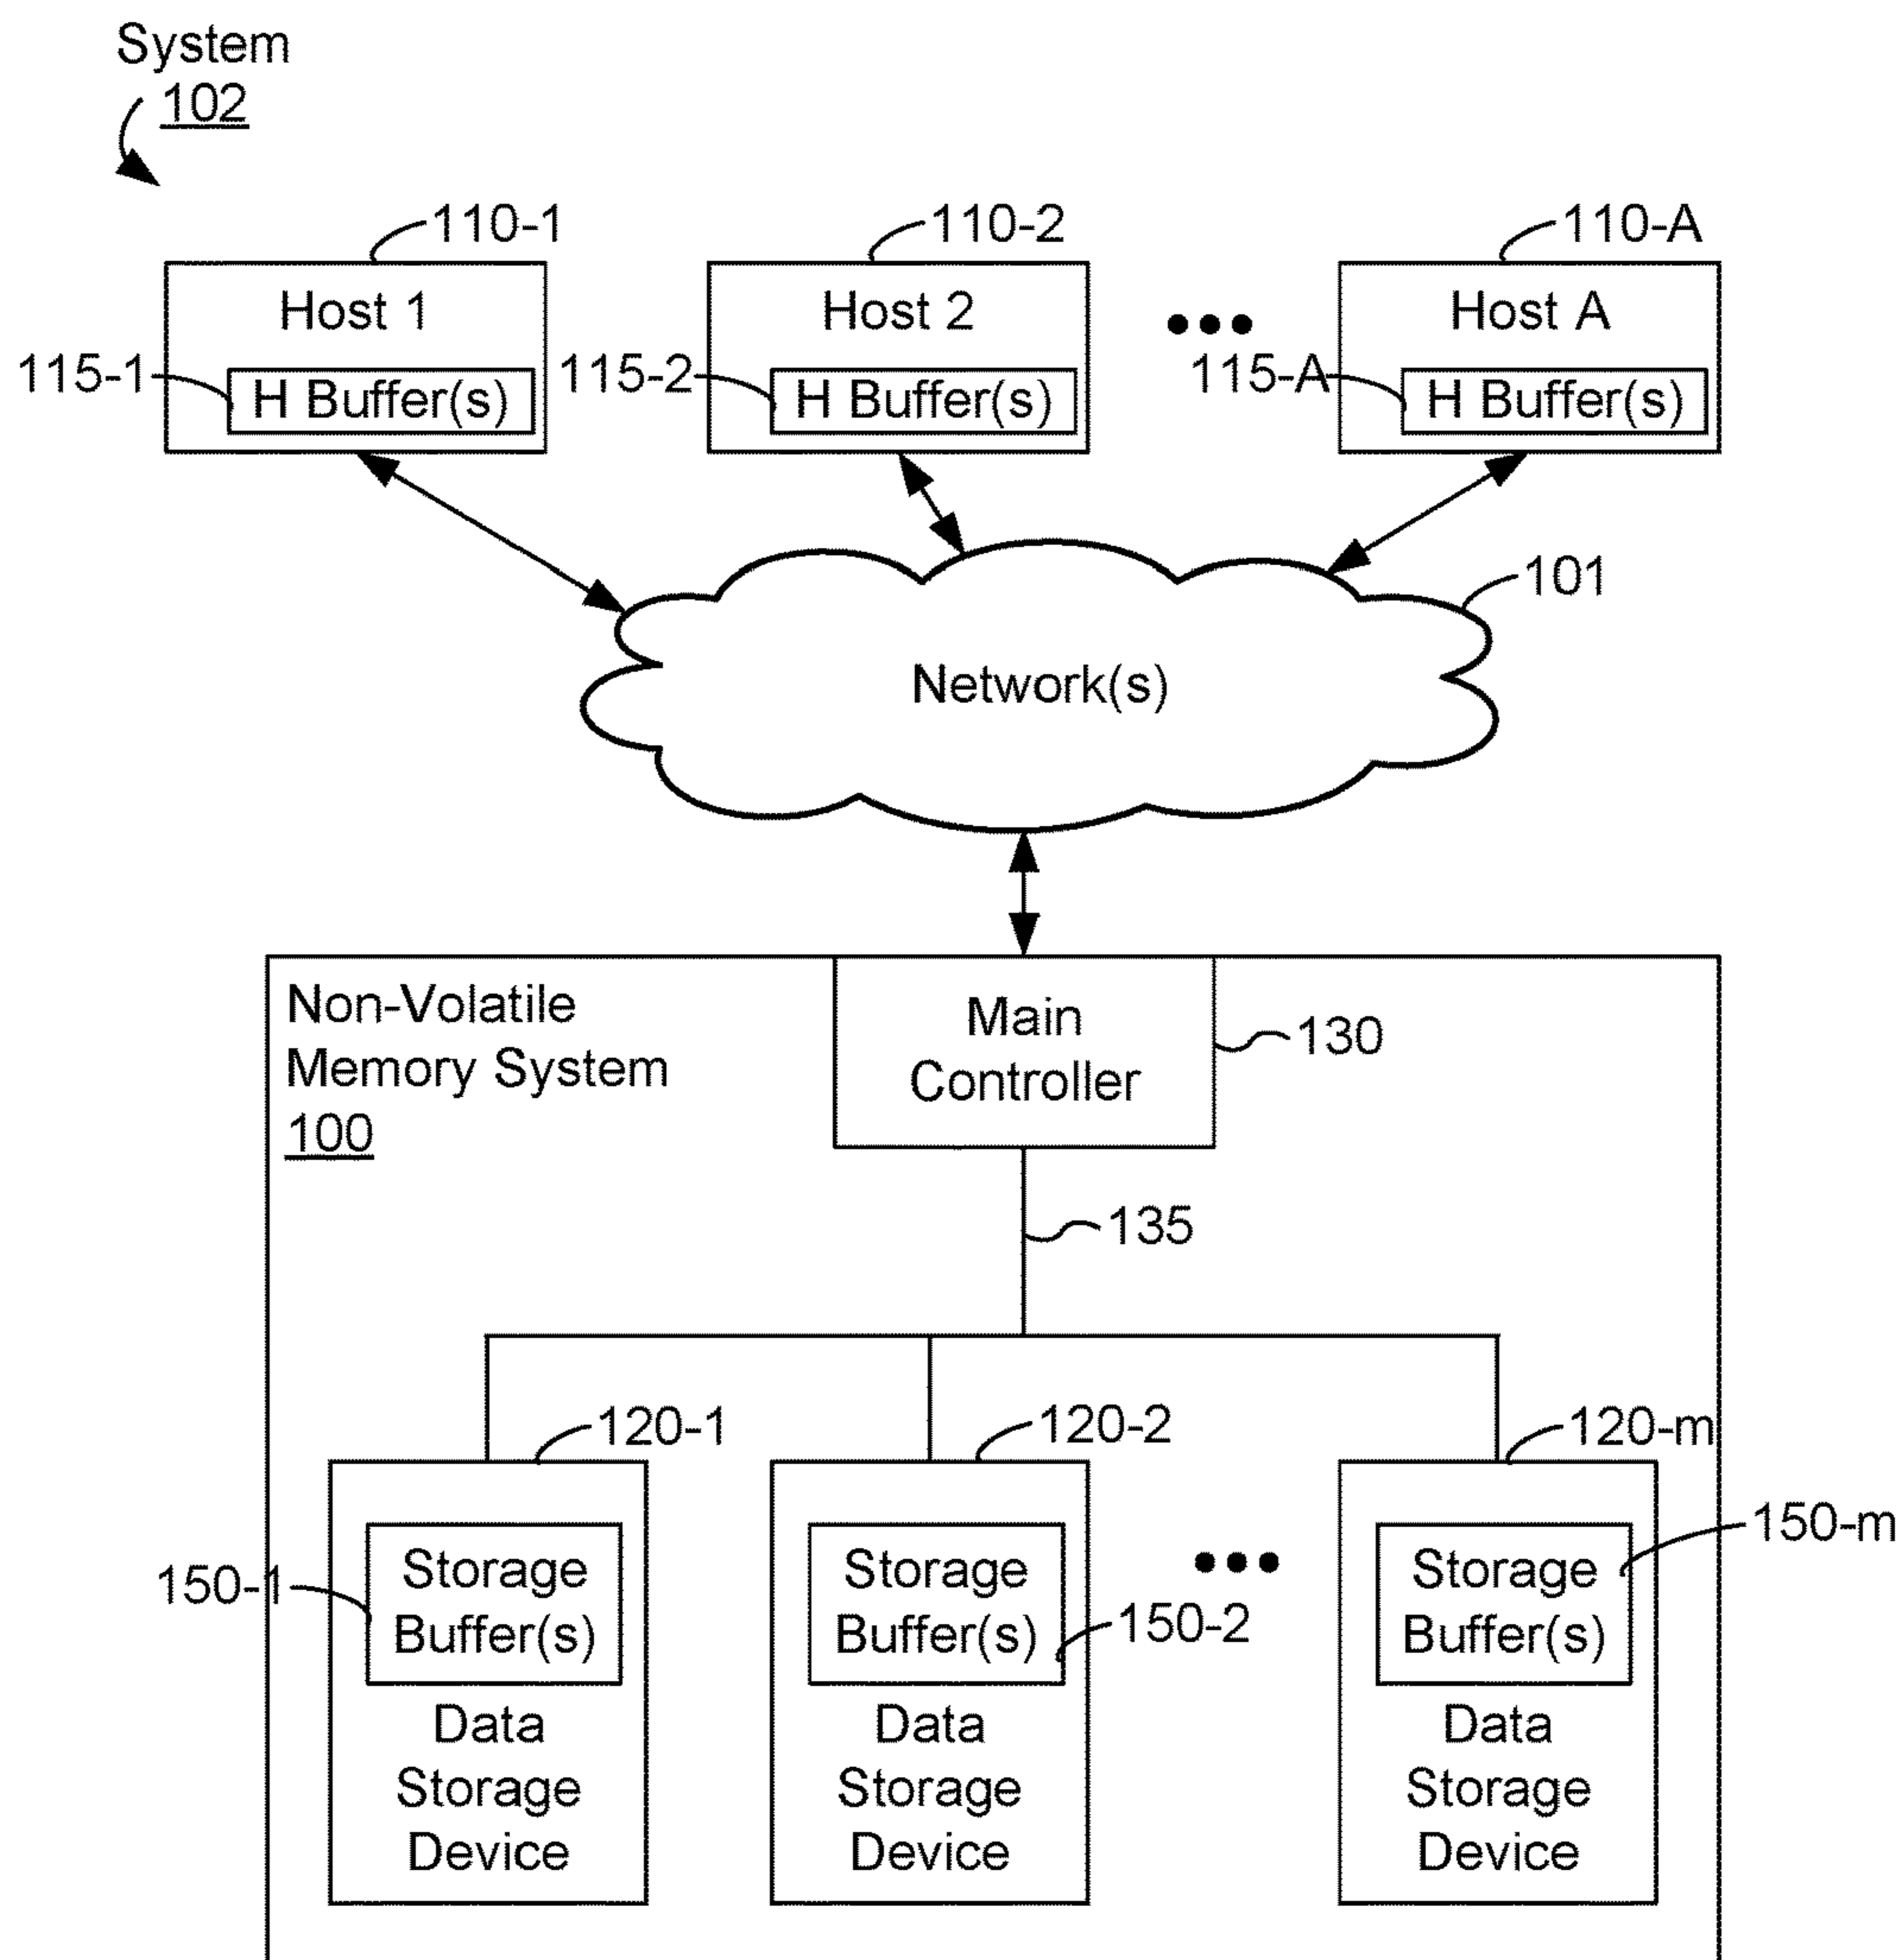 System
102
110-1
110-2
110-A
Host 1
Host 2
Host A
115-1
H Buffer(s)
115-2
H Buffer(s)
115-A
H Buffer(s)
101
Network(s)
Non-Volatile
Memory System
100
Main
Controller
130
135
120-1
120-2
120-m
150-1
Storage
Buffer(s)
Data
Storage
Device
Storage
Buffer(s)
150-2
Data
Storage
Device
Storage
Buffer(s)
150-m
Data
Storage
Device